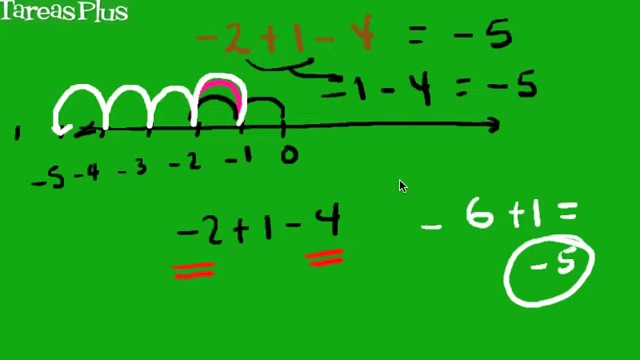 TareasPlus
-2 + 1 - 4 = -5
-1 - 4 = -5
-5 -4 -3 -2 -1 0
-2 + 1 - 4
-6 + 1 =
-5